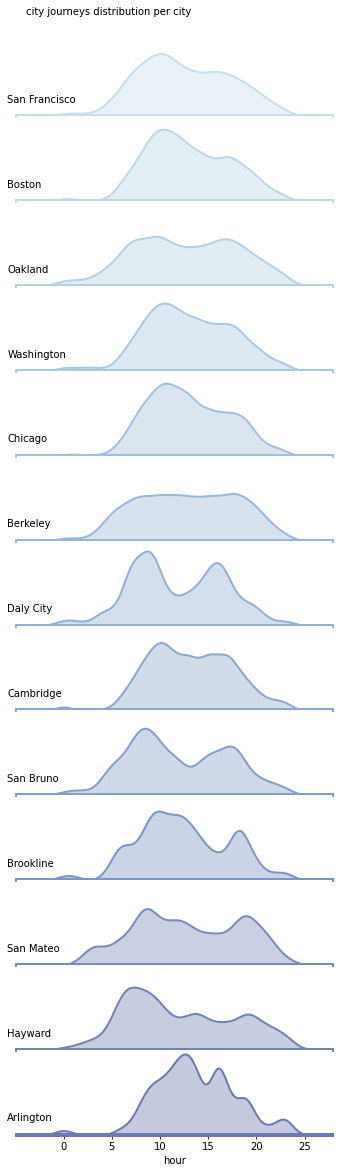 city journeys distribution per city
San Francisco
Boston
Oakland
Washington
Chicago
Berkeley
Daly City
Cambridge
San Bruno
Brookline
San Mateo
Hayward
Arlington
0 5 10 15 20 25
hour